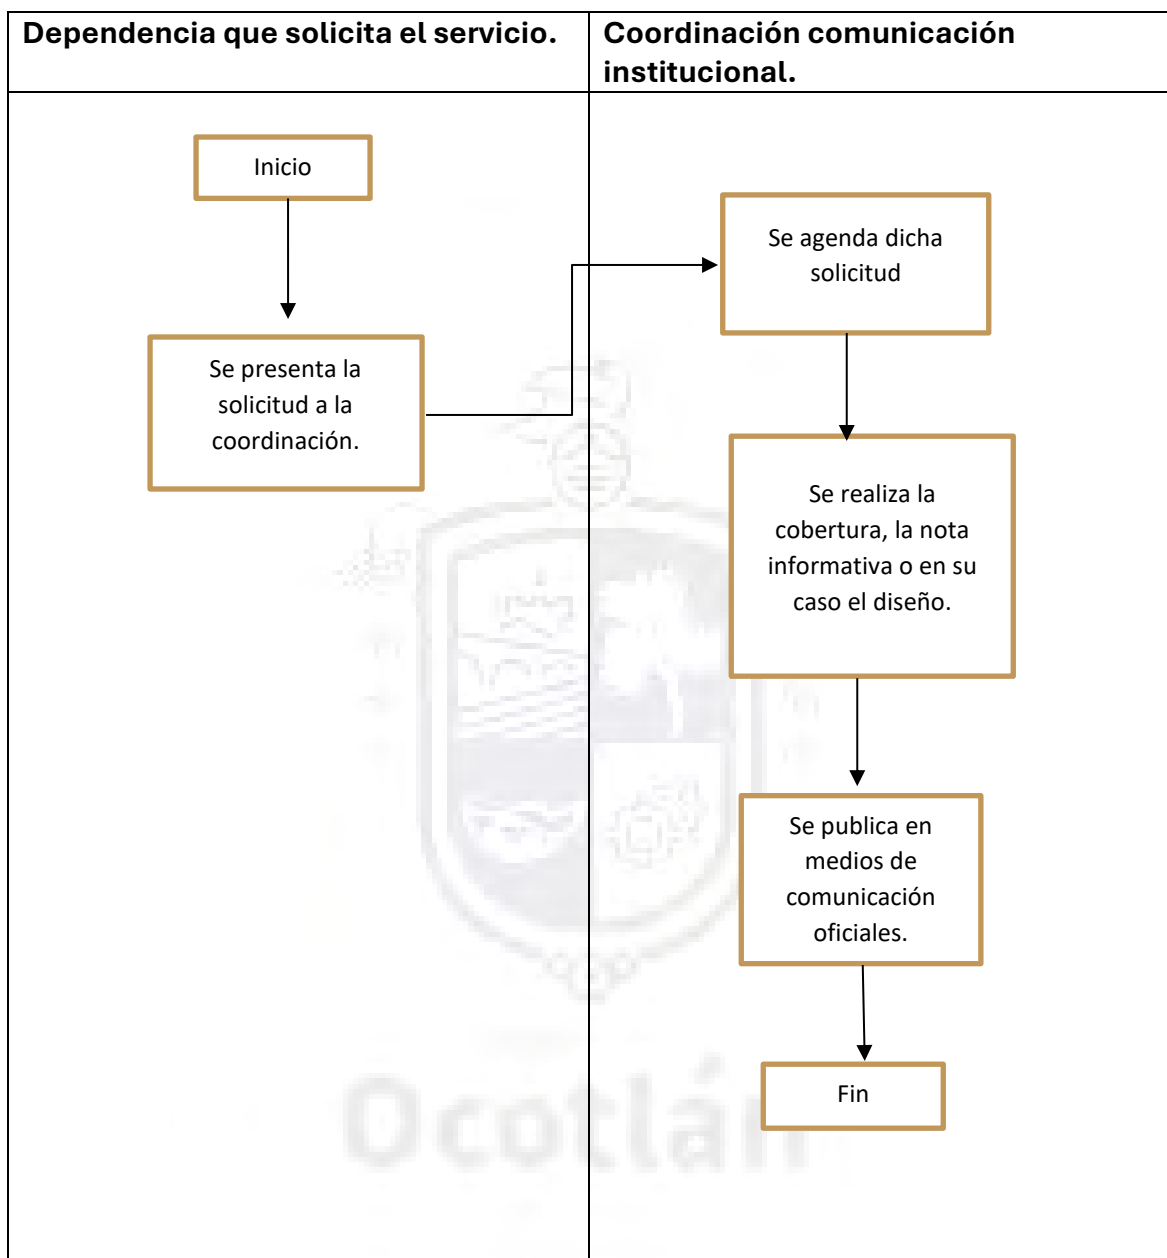 Dependencia que solicita el servicio.
Coordinación comunicación
institucional.
Inicio
Se presenta la
solicitud a la
coordinación.
Se agenda dicha
solicitud
Se realiza la
cobertura, la nota
informativa o en su
caso el diseño.
Se publica en
medios de
comunicación
oficiales.
Fin
Ocotlán